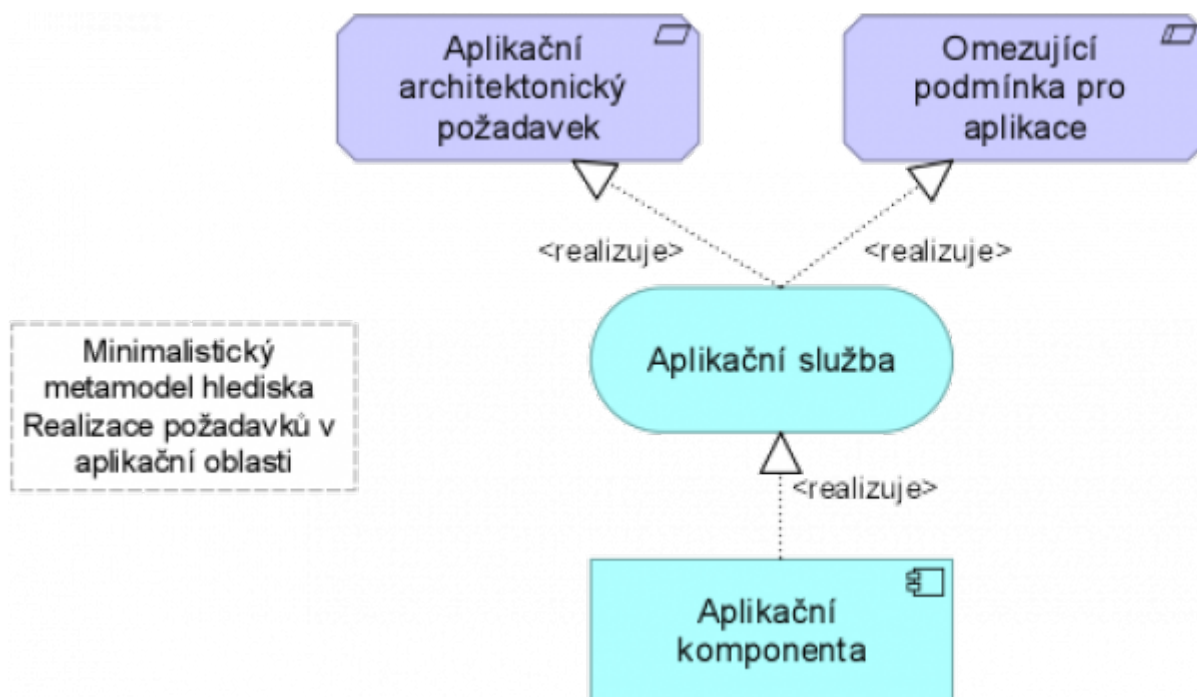 Aplikační
architektonický
požadavek
Omezující
podmínka pro
aplikace
<realizuje>
<realizuje>
Aplikační služba
Minimalistický
metamodel hlediska
Realizace požadavků v
aplikační oblasti
<realizuje>
Aplikační
komponenta